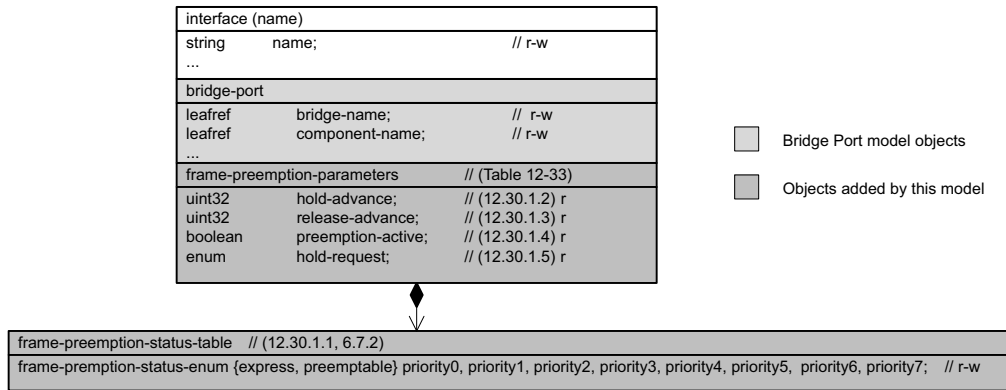 interface (name)
string name; // r-w
...
bridge-port
leafref bridge-name; // r-w
leafref component-name; // r-w
...
frame-preemption-parameters // (Table 12-33)
uint32 hold-advance; // (12.30.1.2) r
uint32 release-advance; // (12.30.1.3) r
boolean preemption-active; // (12.30.1.4) r
enum hold-request; // (12.30.1.5) r
Bridge Port model objects
Objects added by this model
frame-preemption-status-table // (12.30.1.1, 6.7.2)
frame-premption-status-enum {express, preemptable} priority0, priority1, priority2, priority3, priority4, priority5, priority6, priority7; // r-w